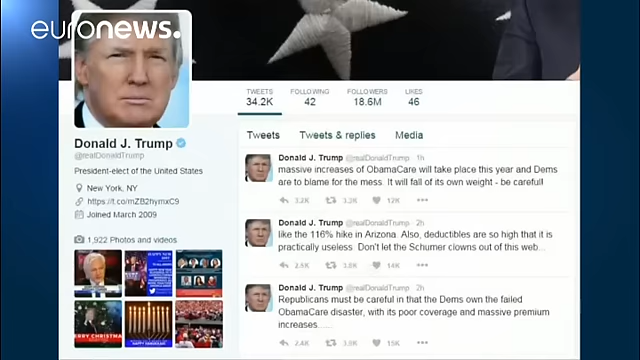 euronews.
TWEETS FOLLOWING FOLLOWERS LIKES
34.2K 42 18.6M 46
Donald J. Trump
@realDonaldTrump
President-elect of the United States
New York, NY
https://t.co/mZB2hymxC9
Joined March 2009
1,922 Photos and videos
MERRY CHRISTMAS
Tweets Tweets & replies Media
Donald J. Trump @realDonaldTrump 1h
massive increases of ObamaCare will take place this year and Dems
are to blame for the mess. It will fall of its own weight - be careful!
3.2K 3.2K 12K
Donald J. Trump @realDonaldTrump 2h
like the 116% hike in Arizona. Also, deductibles are so high that it is
practically useless. Don't let the Schumer clowns out of this web...
3.8K 14K
Donald J. Trump @realDonaldTrump 2h
Republicans must be careful in that the Dems own the failed
ObamaCare disaster, with its poor coverage and massive premium
increases......
2.4K 3.9K